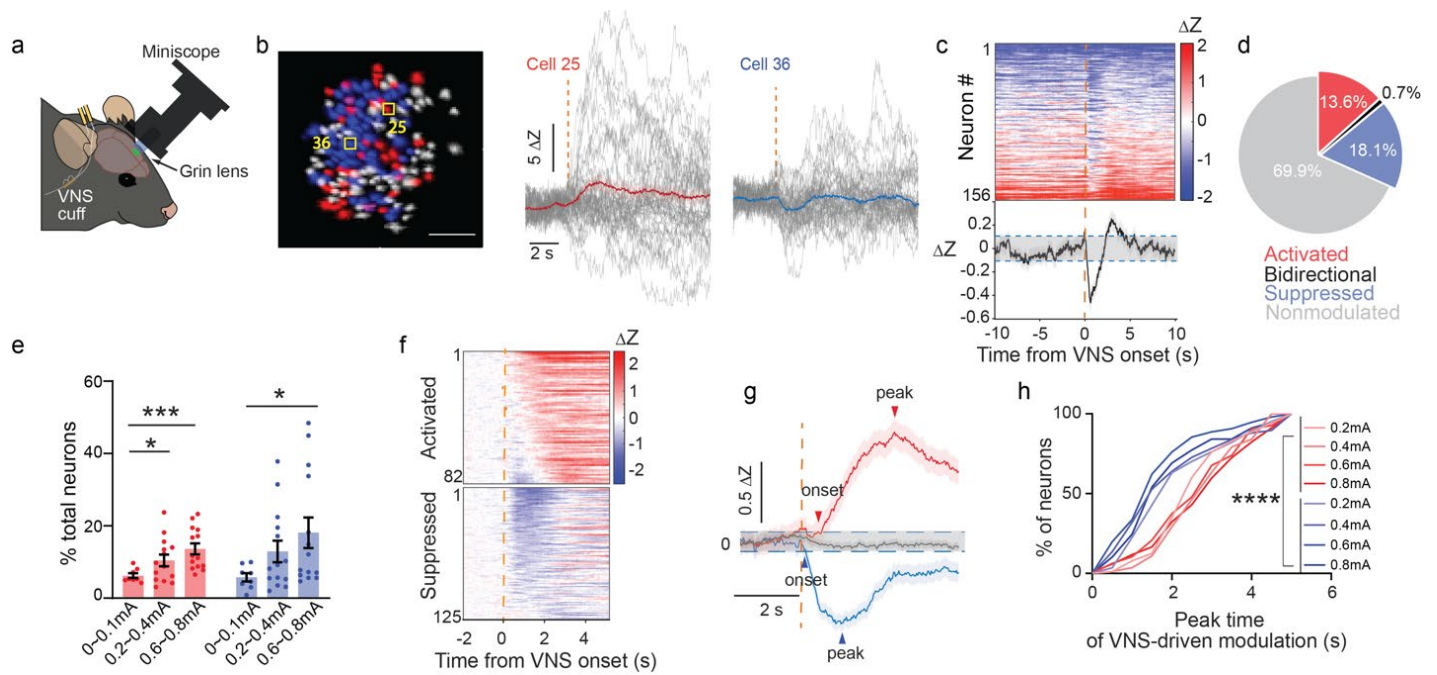 a
Miniscope
Grin lens
VNS
cuff
b
36
25
Cell 25
5 ΔZ
2 s
Cell 36
c
ΔZ
1
Neuron #
156
2
1
0
-1
-2
0.2
0
-0.2
-0.4
-0.6
ΔZ
-10
-5
0
5
10
Time from VNS onset (s)
d
13.6%
0.7%
18.1%
69.9%
Activated
Bidirectional
Suppressed
Nonmodulated
e
% total neurons
60
40
20
0
***
*
*
0~0.1mA
0.2~0.4mA
0.6~0.8mA
0~0.1mA
0.2~0.4mA
0.6~0.8mA
f
ΔZ
1
Activated
82
1
Suppressed
125
2
1
0
-1
-2
-2
0
2
4
Time from VNS onset (s)
g
peak
0.5 ΔZ
onset
0
onset
2 s
peak
h
% of neurons
100
50
0
0
2
4
6
Peak time
of VNS-driven modulation (s)
****
0.2mA
0.4mA
0.6mA
0.8mA
0.2mA
0.4mA
0.6mA
0.8mA